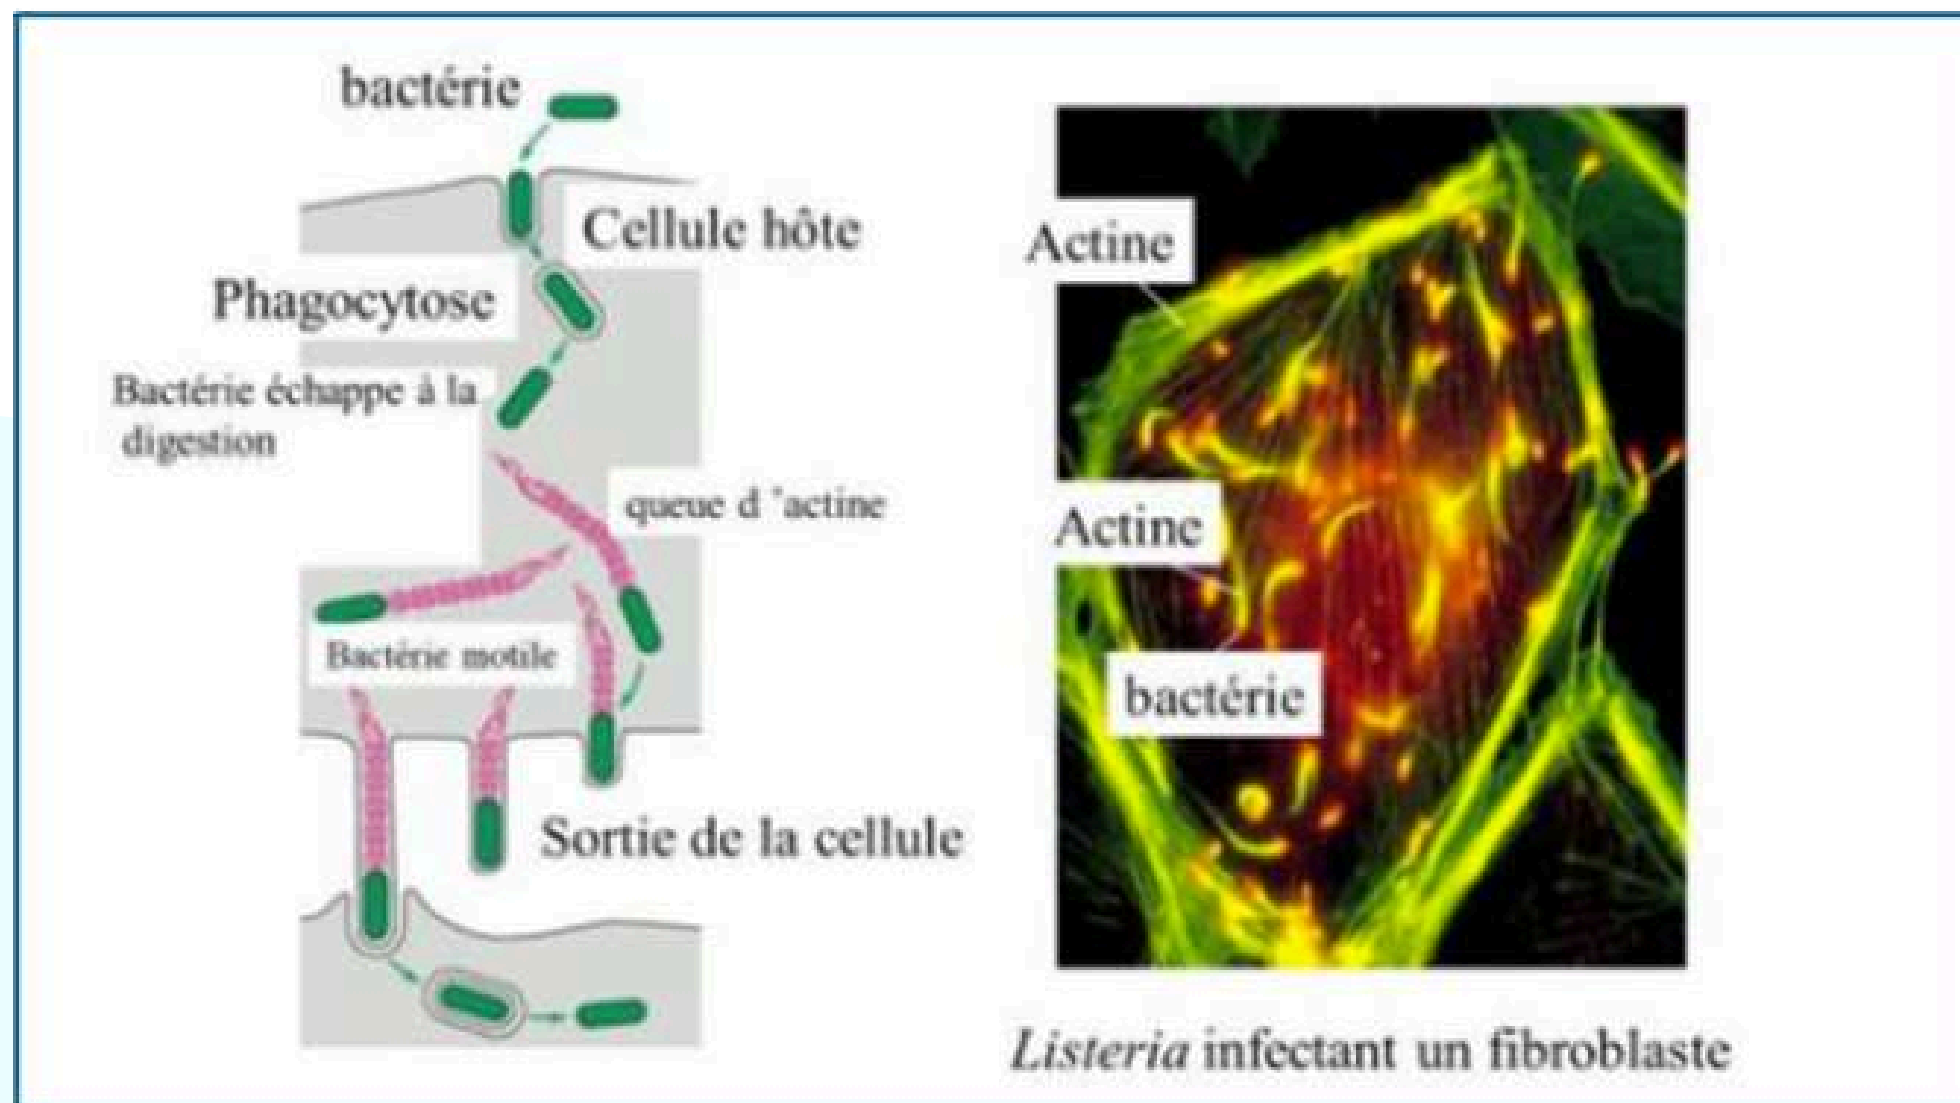 bactérie
Cellule hôte
Phagocytose
Bactérie échappe à la
digestion
queue d 'actine
Bactérie motile
Sortie de la cellule
Actine
Actine
bactérie
Listeria infectant un fibroblaste